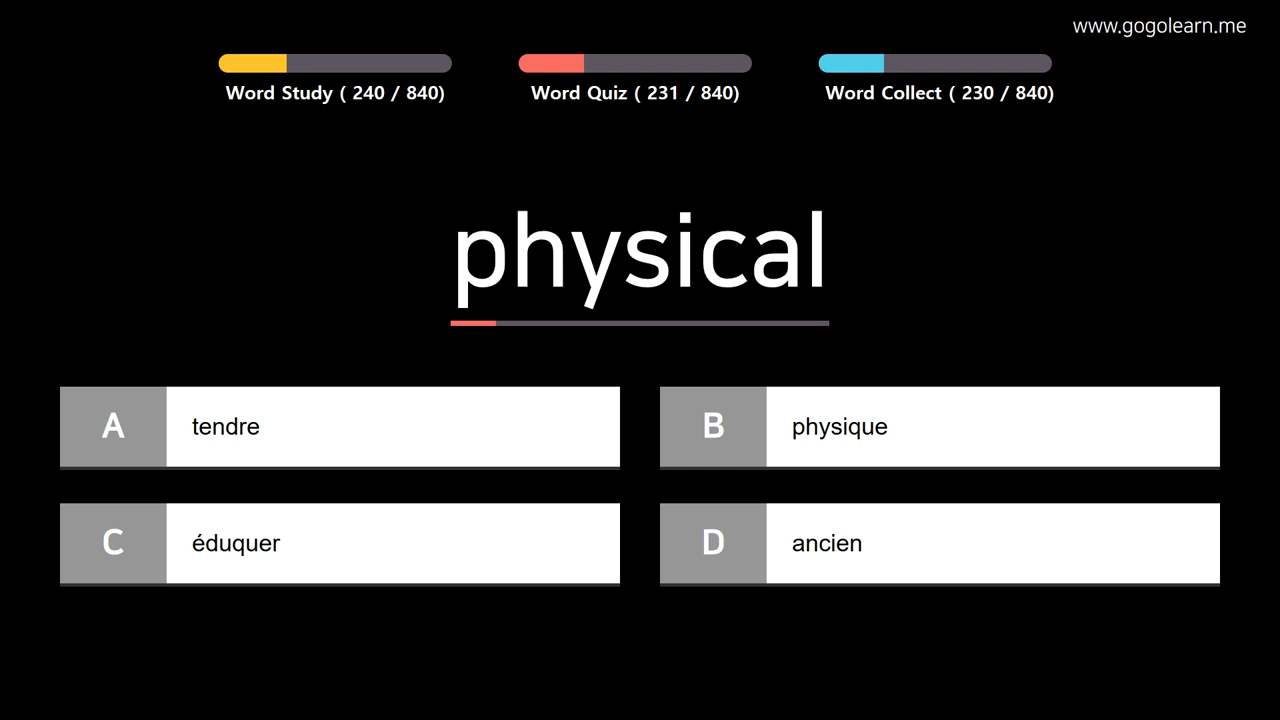 www.gogolearn.me
Word Study ( 240 / 840)
Word Quiz ( 231 / 840)
Word Collect ( 230 / 840)
physical
A tendre
B physique
C éduquer
D ancien